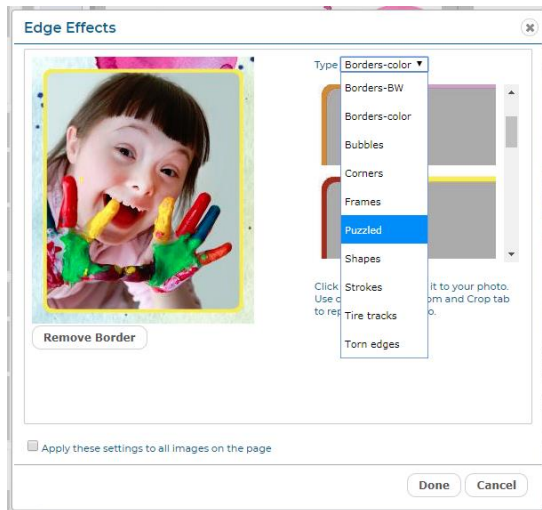 Edge Effects
Type Borders-color
Borders-BW
Borders-color
Bubbles
Corners
Frames
Puzzled
Shapes
Strokes
Tire tracks
Torn edges
Click it to your photo.
Use om and Crop tab
to rep o.
Remove Border
Apply these settings to all images on the page
Done Cancel